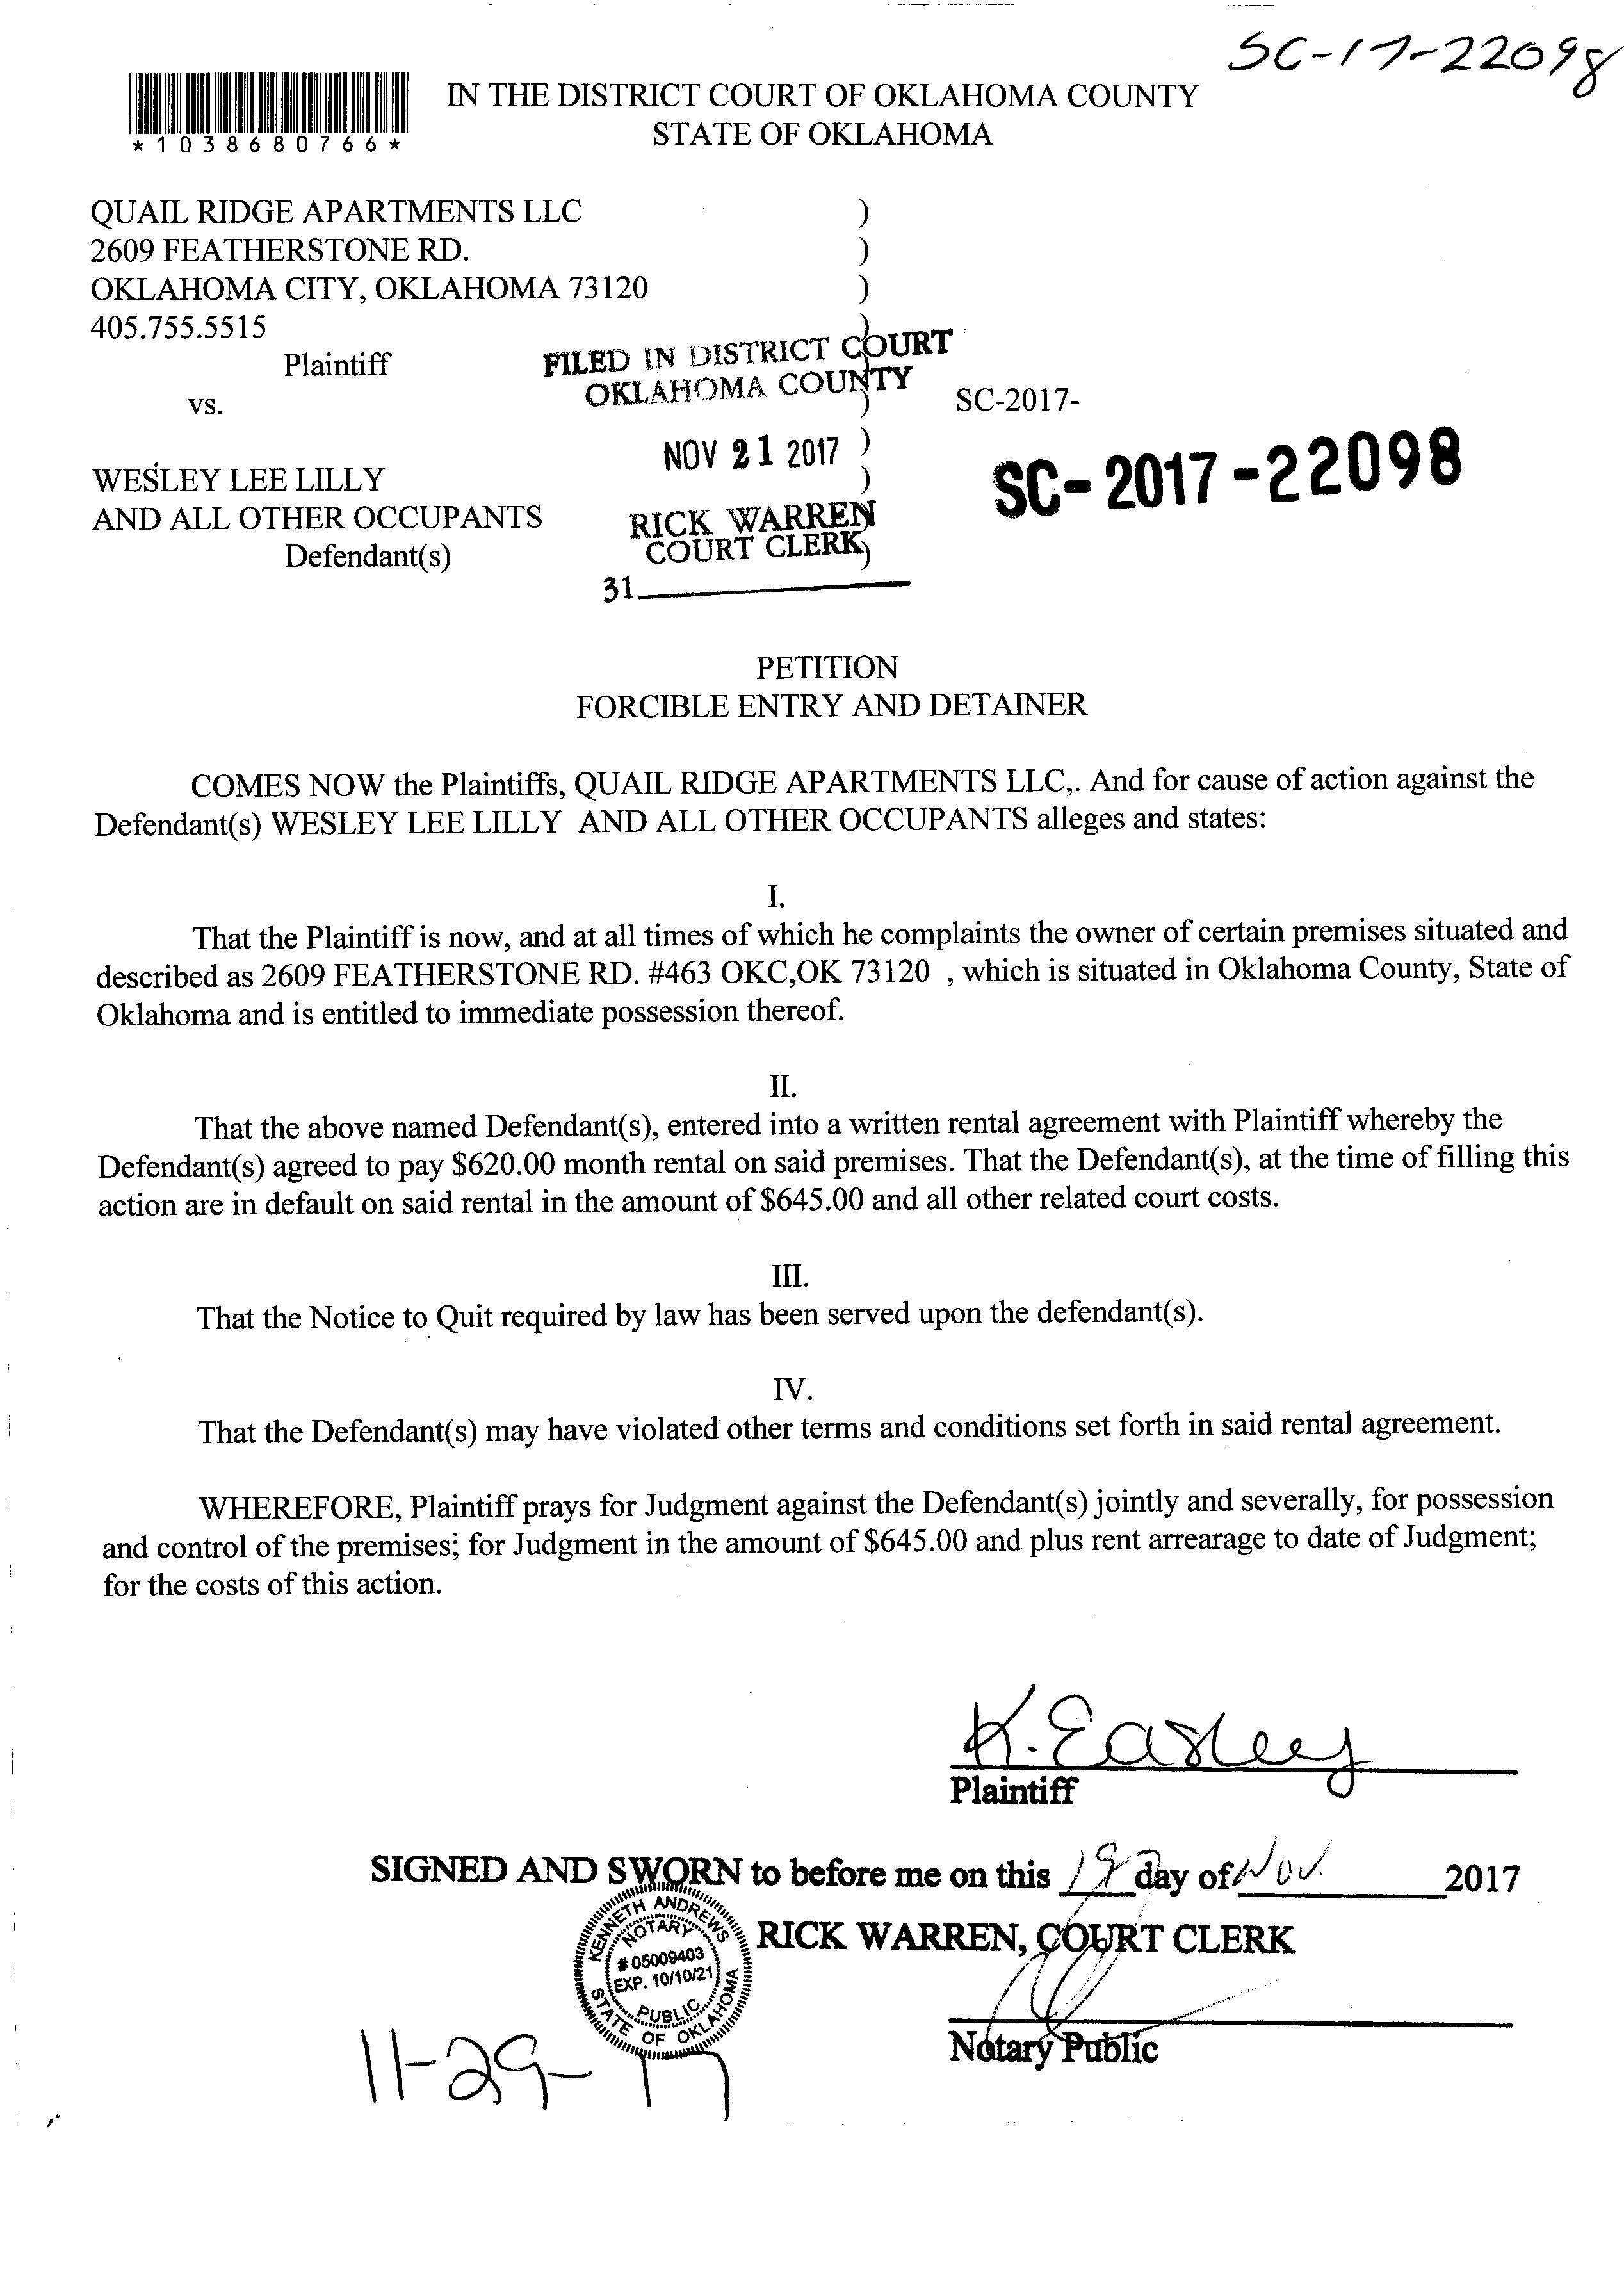 SC-17-22098
*1038680766*
IN THE DISTRICT COURT OF OKLAHOMA COUNTY
STATE OF OKLAHOMA
QUAIL RIDGE APARTMENTS LLC )
2609 FEATHERSTONE RD. )
OKLAHOMA CITY, OKLAHOMA 73120 )
405.755.5515 )
Plaintiff
FILED IN DISTRICT COURT
OKLAHOMA COUNTY
vs. ) SC-2017-
NOV 21 2017 )
SC-2017-22098
WESLEY LEE LILLY )
AND ALL OTHER OCCUPANTS
RICK WARREN
COURT CLERK
Defendant(s) )
31
PETITION
FORCIBLE ENTRY AND DETAINER
COMES NOW the Plaintiffs, QUAIL RIDGE APARTMENTS LLC,. And for cause of action against the
Defendant(s) WESLEY LEE LILLY AND ALL OTHER OCCUPANTS alleges and states:
I.
That the Plaintiff is now, and at all times of which he complaints the owner of certain premises situated and
described as 2609 FEATHERSTONE RD. #463 OKC,OK 73120 , which is situated in Oklahoma County, State of
Oklahoma and is entitled to immediate possession thereof.
II.
That the above named Defendant(s), entered into a written rental agreement with Plaintiff whereby the
Defendant(s) agreed to pay $620.00 month rental on said premises. That the Defendant(s), at the time of filling this
action are in default on said rental in the amount of $645.00 and all other related court costs.
III.
That the Notice to Quit required by law has been served upon the defendant(s).
IV.
That the Defendant(s) may have violated other terms and conditions set forth in said rental agreement.
WHEREFORE, Plaintiff prays for Judgment against the Defendant(s) jointly and severally, for possession
and control of the premises; for Judgment in the amount of $645.00 and plus rent arrearage to date of Judgment;
for the costs of this action.
K. Easley
Plaintiff
SIGNED AND SWORN to before me on this day of Nov. 2017
KENNETH ANDREWS
NOTARY
# 05009403
EXP. 10/10/21
PUBLIC
STATE OF OKLAHOMA
RICK WARREN, COURT CLERK
Notary Public
11-29-17